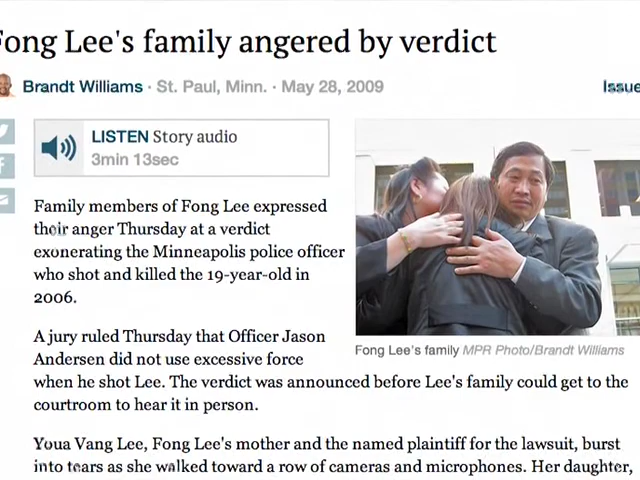 Fong Lee's family angered by verdict
Brandt Williams · St. Paul, Minn. · May 28, 2009
Issue
LISTEN Story audio
3min 13sec
Family members of Fong Lee expressed
their anger Thursday at a verdict
exonerating the Minneapolis police officer
who shot and killed the 19-year-old in
2006.
Fong Lee's family MPR Photo/Brandt Williams
A jury ruled Thursday that Officer Jason
Andersen did not use excessive force
when he shot Lee. The verdict was announced before Lee's family could get to the
courtroom to hear it in person.
Youa Vang Lee, Fong Lee's mother and the named plaintiff for the lawsuit, burst
into tears as she walked toward a row of cameras and microphones. Her daughter,